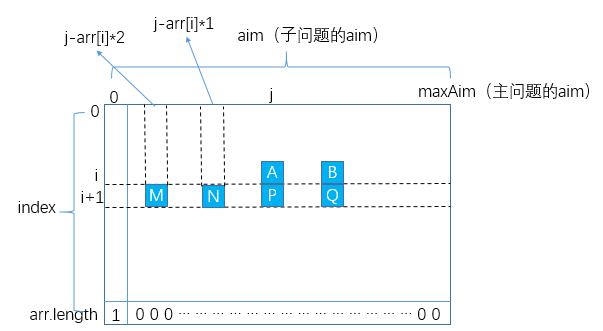 j-arr[i]*2
j-arr[i]*1
aim（子问题的aim）
0
j
maxAim（主问题的aim）
0
i
A
B
i+1
M
N
P
Q
index
arr.length
1
0 0 0 ··· ··· ··· ··· ··· ··· ··· ··· ··· ··· ··· ··· ··· ··· 0 0